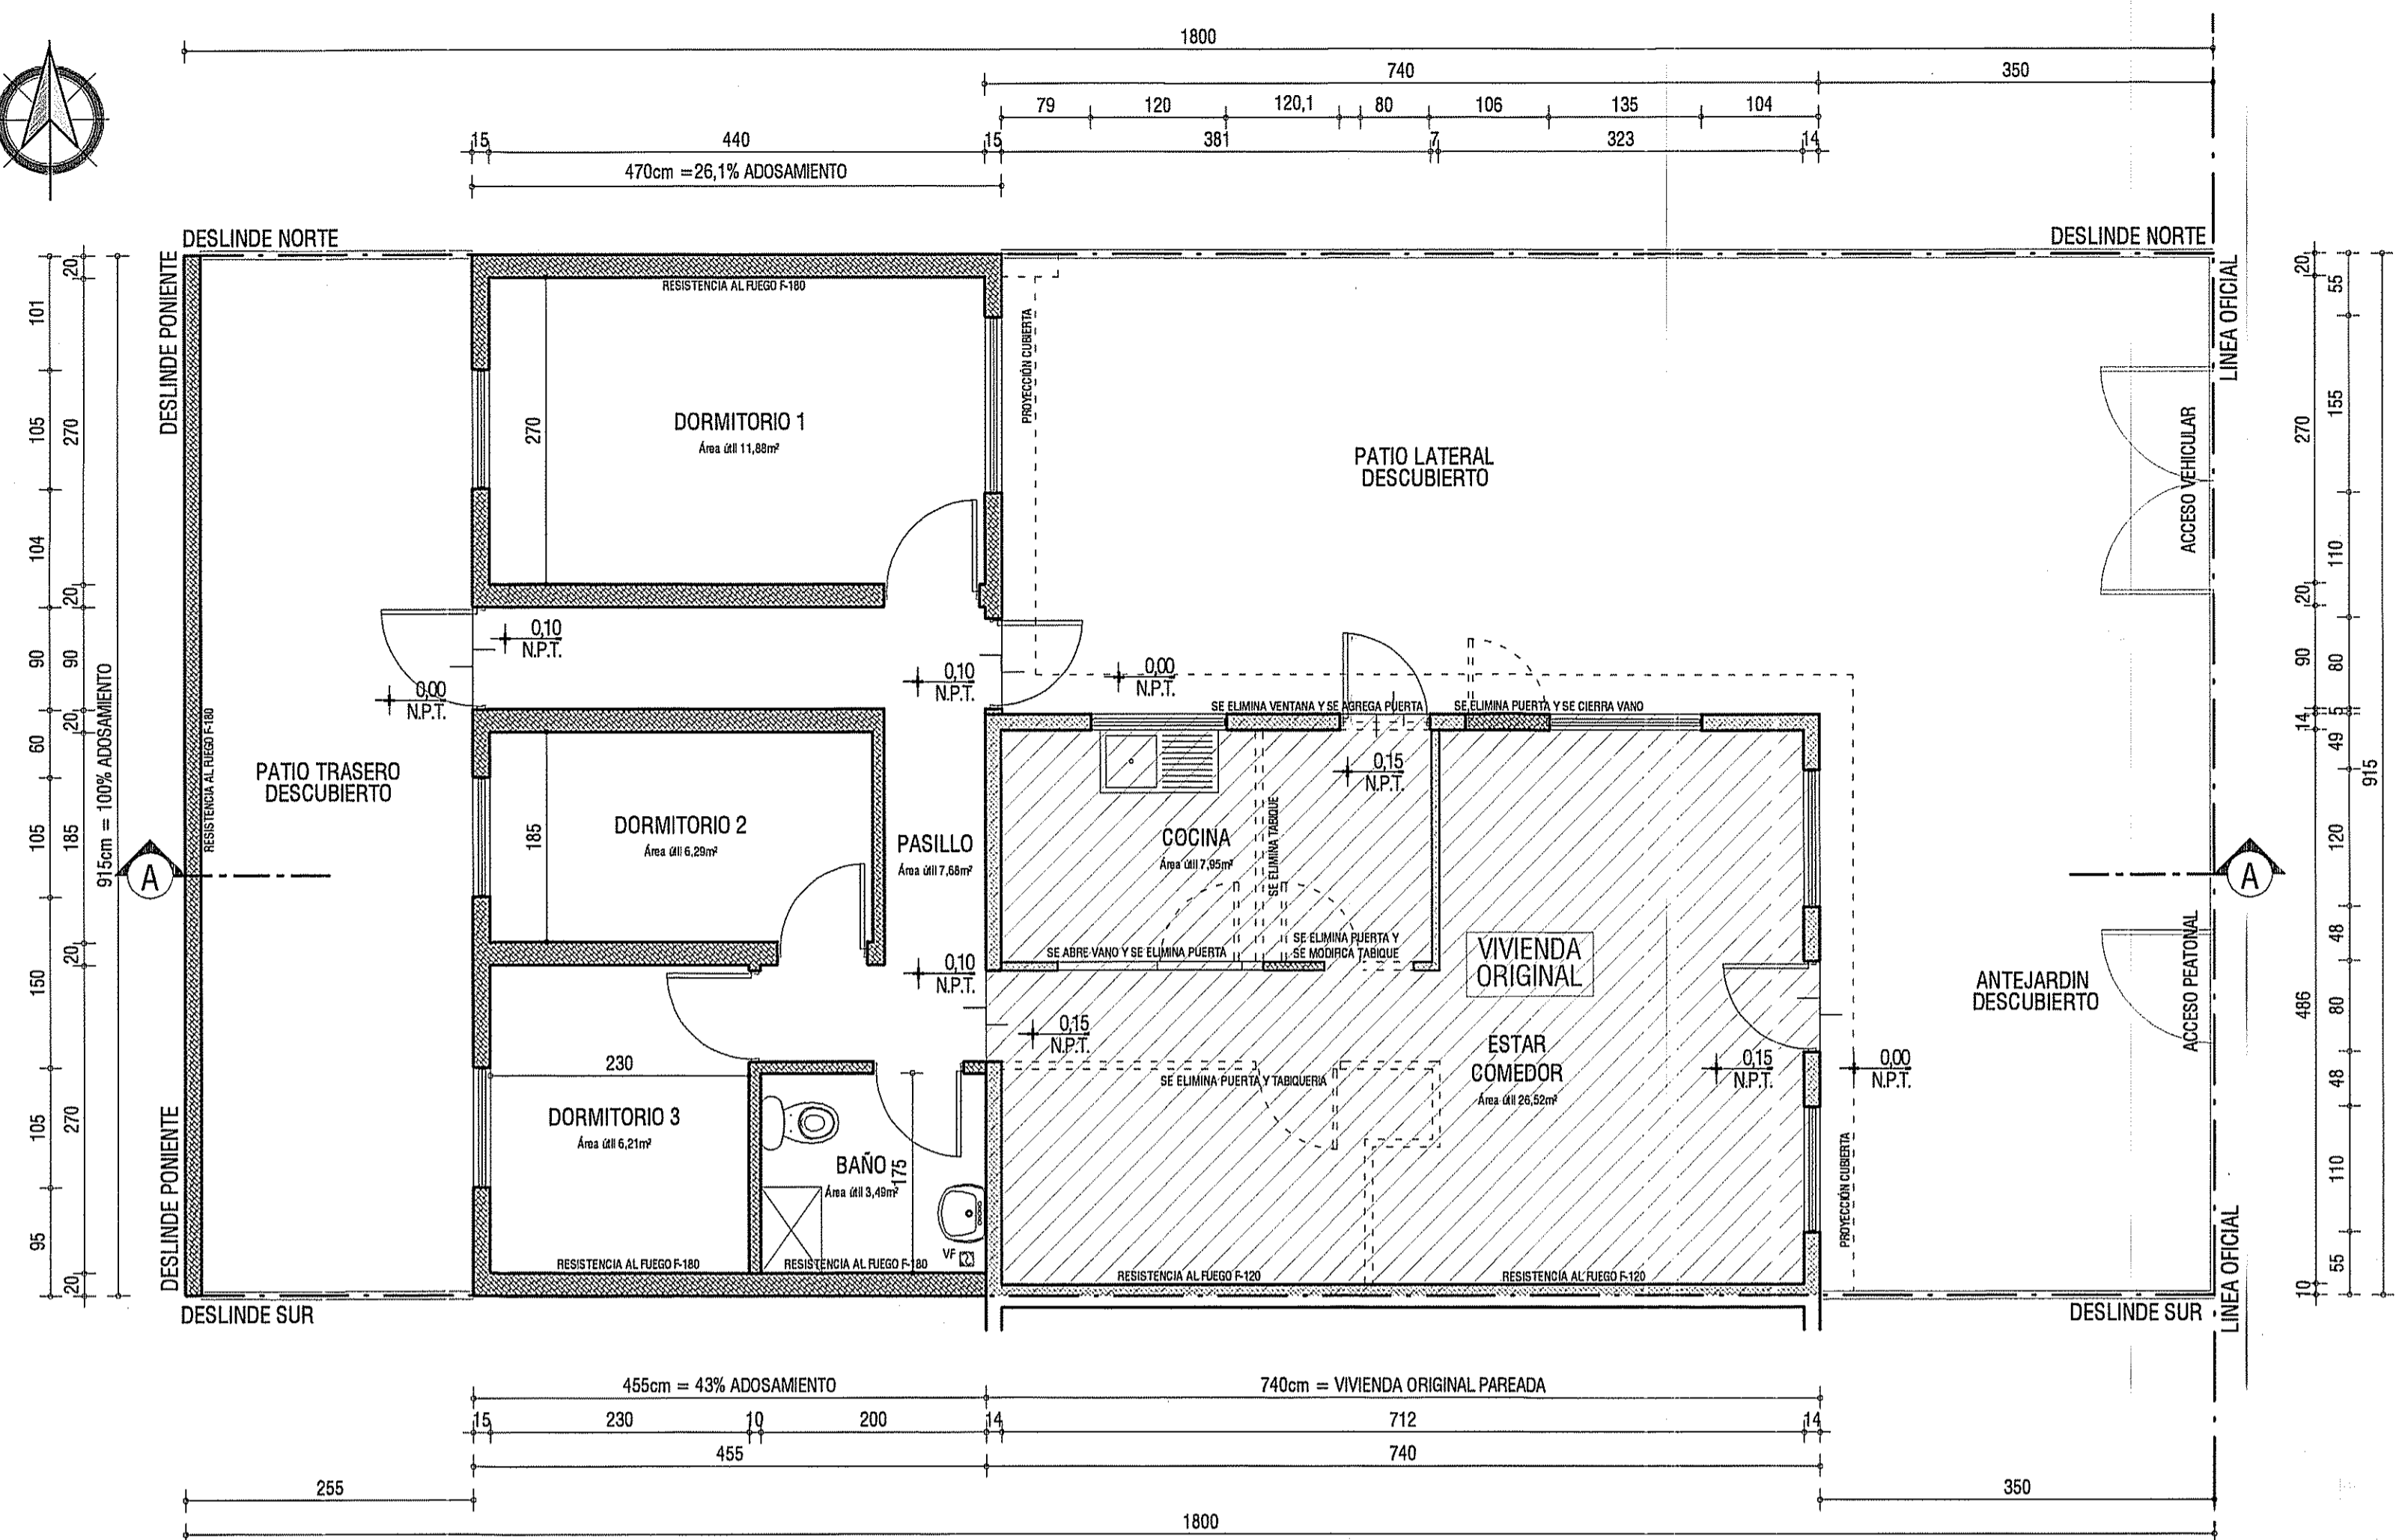 1800
740
350
79
120
120,1
80
106
135
104
15
440
15
381
7
323
14
470cm =26,1% ADOSAMIENTO
DESLINDE NORTE
DESLINDE NORTE
DESLINDE PONIENTE
LINEA OFICIAL
RESISTENCIA AL FUEGO F-180
PROYECCIÓN CUBIERTA
DORMITORIO 1
Área útil 11,88m²
270
PATIO LATERAL
DESCUBIERTO
ACCESO VEHICULAR
0,10
N.P.T.
0,00
N.P.T.
0,10
N.P.T.
0,00
N.P.T.
SE ELIMINA VENTANA Y SE AGREGA PUERTA
SE ELIMINA PUERTA Y SE CIERRA VANO
RESISTENCIA AL FUEGO F-180
PATIO TRASERO
DESCUBIERTO
0,15
N.P.T.
DORMITORIO 2
Área útil 6,29m²
185
PASILLO
Área útil 7,68m²
COCINA
Área útil 7,95m²
SE ELIMINA TABIQUE
A
A
SE ABRE VANO Y SE ELIMINA PUERTA
SE ELIMINA PUERTA Y
SE MODIFICA TABIQUE
VIVIENDA
ORIGINAL
ANTEJARDIN
DESCUBIERTO
ACCESO PEATONAL
0,10
N.P.T.
0,15
N.P.T.
ESTAR
COMEDOR
Área útil 26,52m²
0,15
N.P.T.
0,00
N.P.T.
230
SE ELIMINA PUERTA Y TABIQUERIA
DORMITORIO 3
Área útil 6,21m²
BAÑO
Área útil 3,49m²
175
VF
PROYECCIÓN CUBIERTA
DESLINDE PONIENTE
LINEA OFICIAL
RESISTENCIA AL FUEGO F-180
RESISTENCIA AL FUEGO F-180
RESISTENCIA AL FUEGO F-120
RESISTENCIA AL FUEGO F-120
DESLINDE SUR
DESLINDE SUR
101
105
104
90
60
105
150
105
95
20
270
20
90
20
185
20
270
20
915cm = 100% ADOSAMIENTO
20
270
20
90
14
486
10
55
155
110
80
5
49
120
48
80
48
110
55
915
455cm = 43% ADOSAMIENTO
740cm = VIVIENDA ORIGINAL PAREADA
15
230
10
200
14
712
14
455
740
255
350
1800